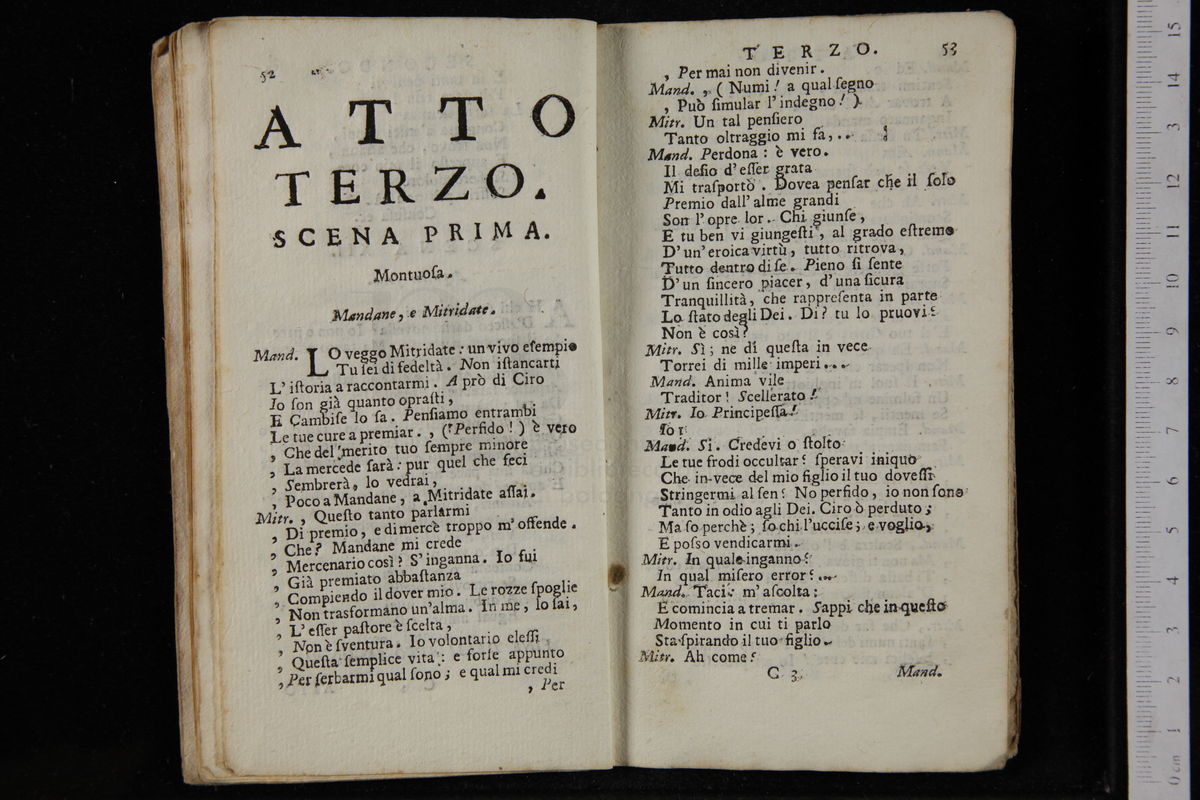 52
ATTO
TERZO.
SCENA PRIMA.
Montuoſa.
Mandane, e Mitridate.
Mand. LO veggo Mitridate: un vivo eſempio
Tu ſei di fedeltà. Non iſtancarti
L' iſtoria a raccontarmi. A prò di Ciro
Io ſon già quanto opraſti,
E Cambiſe lo ſa. Penſiamo entrambi
Le tue cure a premiar. , (Perfido!) è vero
, Che del merito tuo ſempre minore
, La mercede ſarà: pur quel che feci
, Sembrerà, lo vedrai,
, Poco a Mandane, a Mitridate aſſai.
Mitr. , Queſto tanto parlarmi
, Di premio, e di mercè troppo m' offende.
, Che? Mandane mi crede
, Mercenario così? S' inganna. Io fui
, Già premiato abbaſtanza
, Compiendo il dover mio. Le rozze ſpoglie
, Non trasformano un' alma. In me, lo ſai,
, L' eſſer paſtore è ſcelta,
, Non è ſventura. Io volontario eleſſi
, Queſta ſemplice vita: e forſe appunto
, Per ſerbarmi qual ſono; e qual mi credi
, Per
TERZO. 53
, Per mai non divenir.
Mand. , (Numi! a qual ſegno
, Può ſimular l' indegno!)
Mitr. Un tal penſiero
Tanto oltraggio mi fa, ..
Mand. Perdona: è vero.
Il deſio d' eſſer grata
Mi traſportò. Dovea penſar che il ſolo
Premio dall' alme grandi
Son l' opre lor. Chi giunſe,
E tu ben vi giungeſti, al grado eſtremo
D' un' eroica virtù, tutto ritrova,
Tutto dentro di ſe. Pieno ſi ſente
D' un ſincero piacer, d' una ſicura
Tranquillità, che rappreſenta in parte
Lo ſtato degli Dei. Di? tu lo pruovi?
Non è così?
Mitr. Sì; ne di queſta in vece
Torrei di mille imperi...
Mand. Anima vile
Traditor! Scellerato!
Mitr. Io Principeſſa!
Io!
Mand. Sì. Credevi o ſtolto
Le tue frodi occultar? ſperavi iniquo
Che in vece del mio figlio il tuo doveſſi
Stringermi al ſen? No perfido, io non ſono
Tanto in odio agli Dei. Ciro ò perduto;
Ma ſo perchè; ſo chi l' ucciſe; e voglio,
E poſſo vendicarmi.
Mitr. In quale inganno?
In qual miſero error?...
Mand. Taci: m' aſcolta:
E comincia a tremar. Sappi che in queſto
Momento in cui ti parlo
Sta ſpirando il tuo figlio.
Mitr. Ah come?
C 3 Mand.